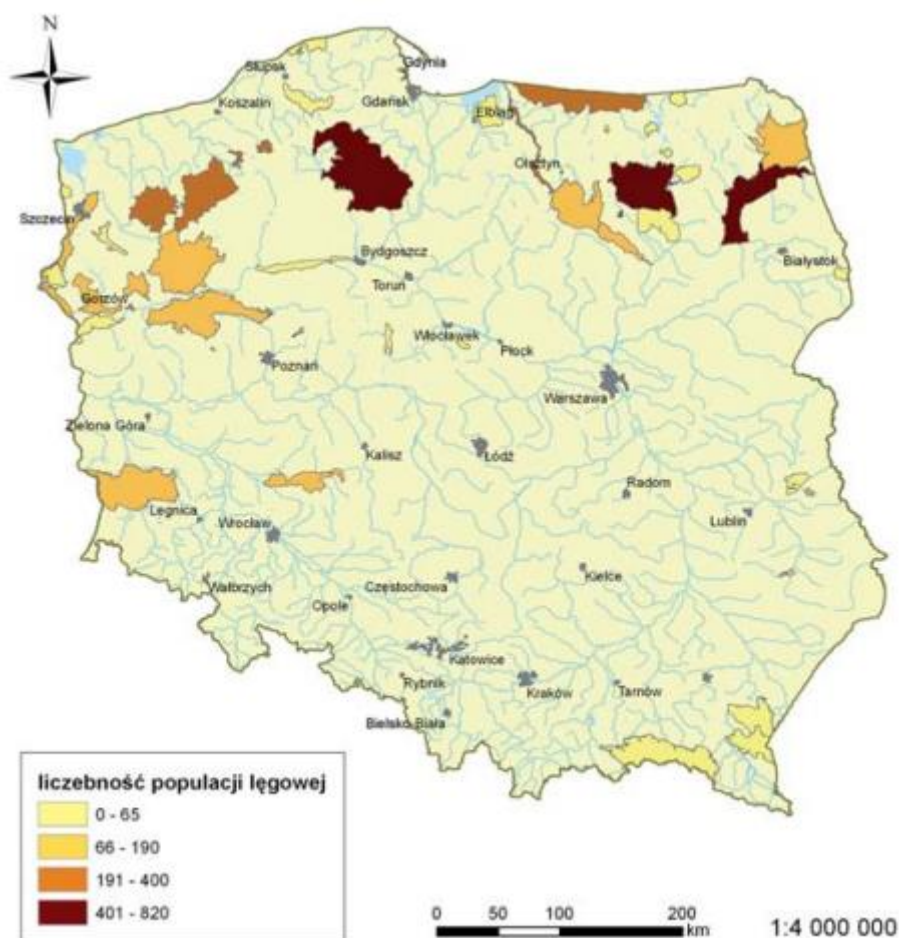 N
Gdynia
Słupsk
Koszalin
Gdańsk
Elbląg
Olsztyn
Szczecin
Bydgoszcz
Białystok
Toruń
Gorzów
Włocławek
Płock
Poznań
Warszawa
Zielona Góra
Kalisz
Łódź
Radom
Legnica
Lublin
Wrocław
Kielce
Wałbrzych
Częstochowa
Opole
Katowice
Rybnik
Kraków
Tarnów
Bielsko Biała
liczebność populacji lęgowej
0 - 65
66 - 190
191 - 400
401 - 820
0 50 100 200
km
1:4 000 000